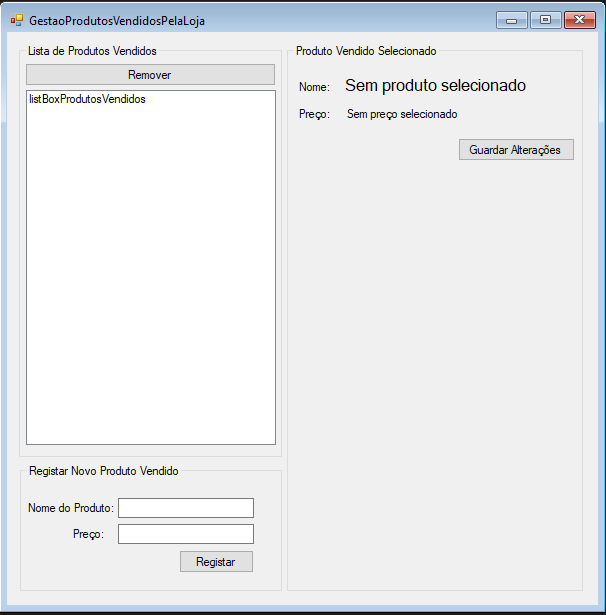 GestaoProdutosVendidosPelaLoja
Lista de Produtos Vendidos
Remover
listBoxProdutosVendidos
Registar Novo Produto Vendido
Nome do Produto:
Preço:
Registar
Produto Vendido Selecionado
Nome: Sem produto selecionado
Preço: Sem preço selecionado
Guardar Alterações